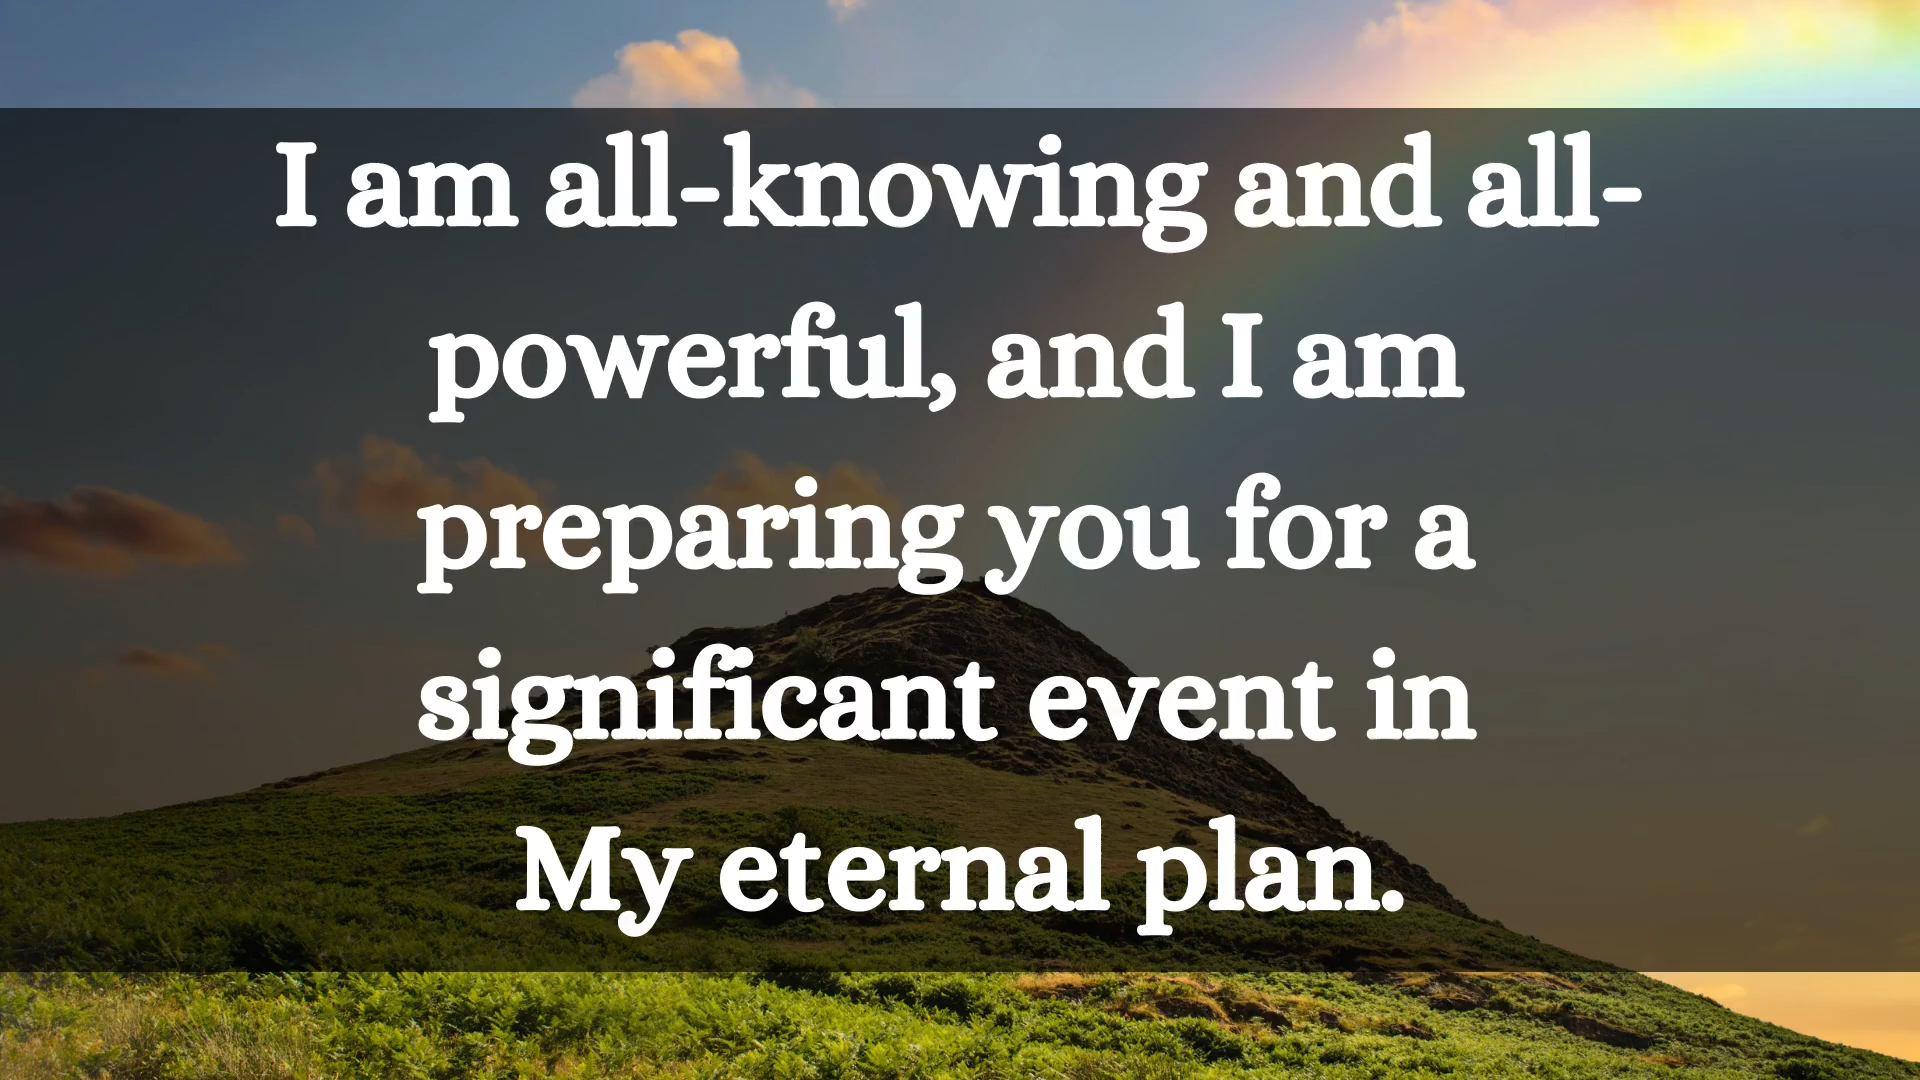 I am all-knowing and all-
powerful, and I am
preparing you for a
significant event in
My eternal plan.